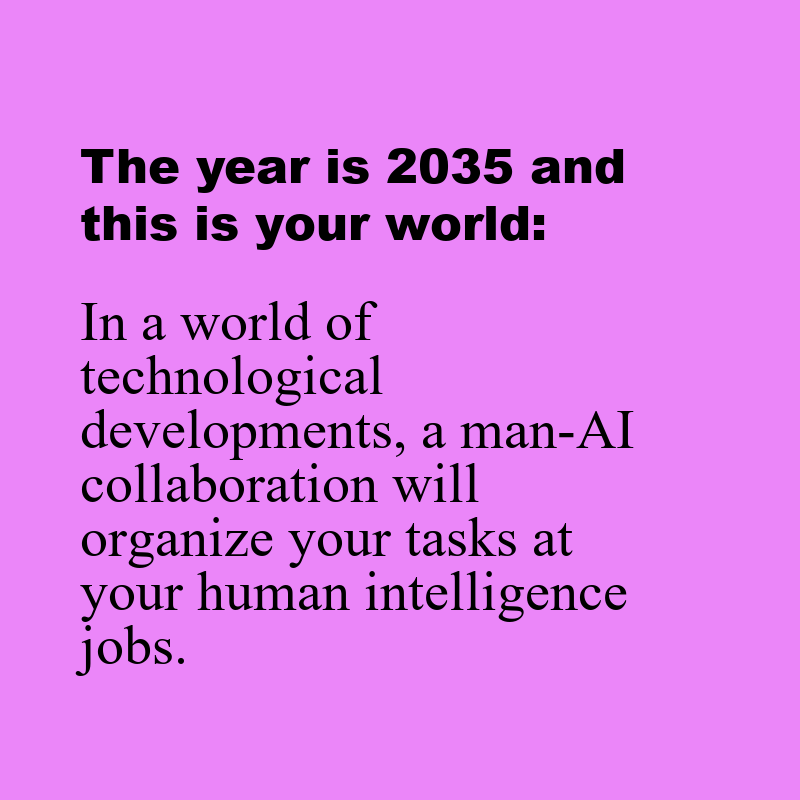 The year is 2035 and
this is your world:
In a world of
technological
developments, a man-AI
collaboration will
organize your tasks at
your human intelligence
jobs.